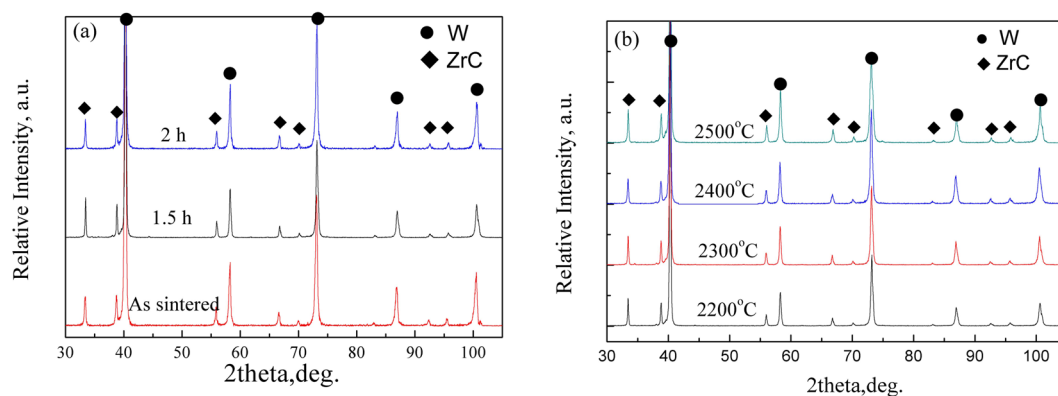 (a)
W
ZrC
2 h
1.5 h
As sintered
30 40 50 60 70 80 90 100
2theta,deg.
Relative Intensity, a.u.
(b)
W
ZrC
2500°C
2400°C
2300°C
2200°C
30 40 50 60 70 80 90 100
2theta,deg.
Relative Intensity, a.u.